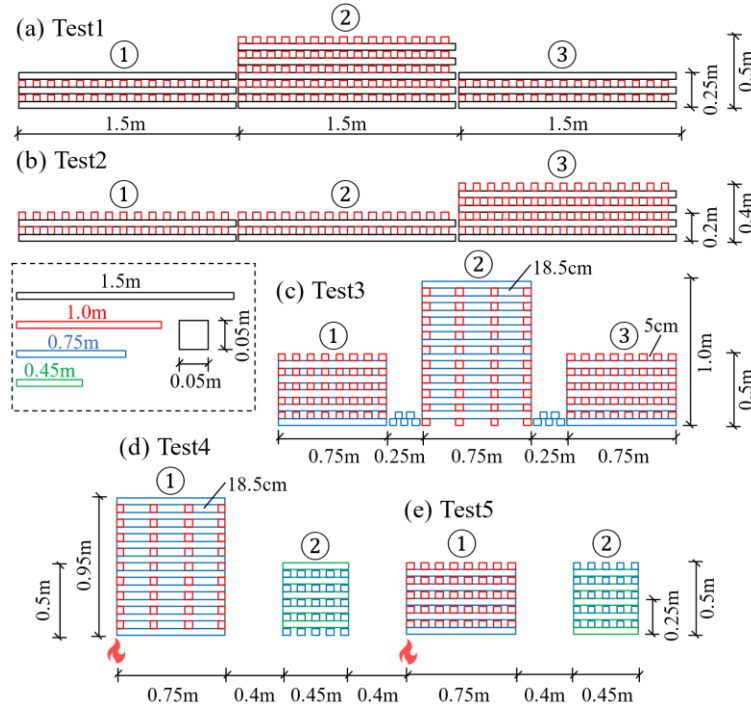 (a) Test1
①
②
③
0.25m
0.5m
1.5m
1.5m
1.5m
(b) Test2
①
②
③
0.2m
0.4m
1.5m
1.0m
0.75m
0.45m
0.05m
0.05m
(c) Test3
①
②
③
18.5cm
5cm
1.0m
0.5m
0.75m
0.25m
0.75m
0.25m
0.75m
(d) Test4
①
18.5cm
②
0.95m
0.5m
(e) Test5
①
②
0.25m
0.5m
0.75m
0.4m
0.45m
0.4m
0.75m
0.4m
0.45m